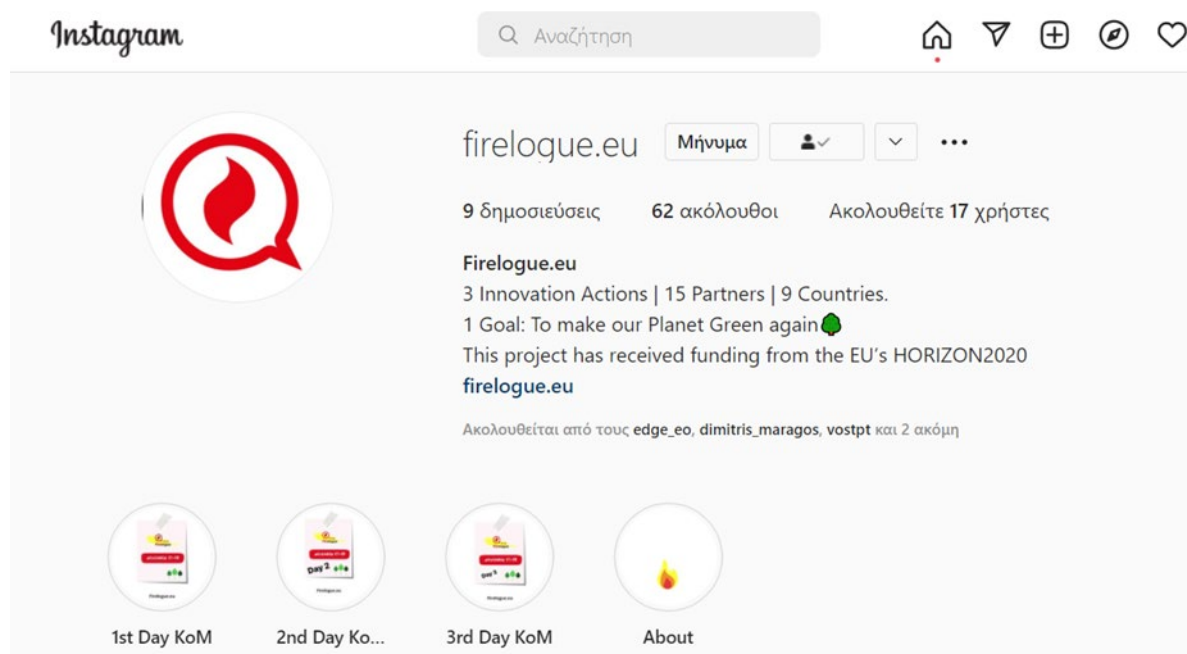 Instagram
Αναζήτηση
firelogue.eu
Μήνυμα
9 δημοσιεύσεις 62 ακόλουθοι Ακολουθείτε 17 χρήστες
Firelogue.eu
3 Innovation Actions | 15 Partners | 9 Countries.
1 Goal: To make our Planet Green again
This project has received funding from the EU's HORIZON2020
firelogue.eu
Ακολουθείται από τους edge_eo, dimitris_maragos, vostpt και 2 ακόμη
Day 2
1st Day KoM 2nd Day Ko... 3rd Day KoM About